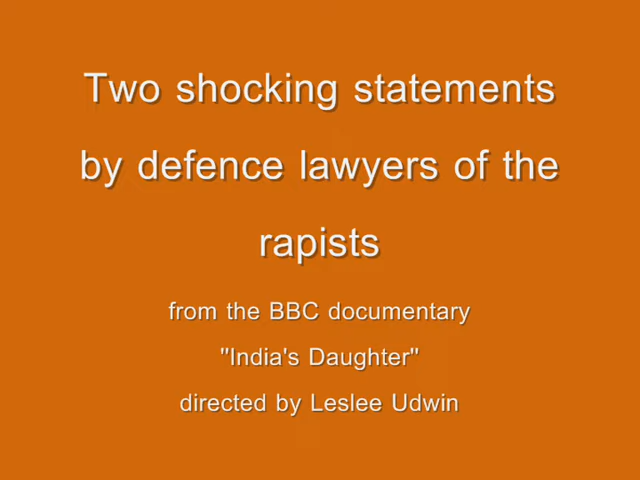 Two shocking statements
by defence lawyers of the
rapists
from the BBC documentary
"India's Daughter"
directed by Leslee Udwin